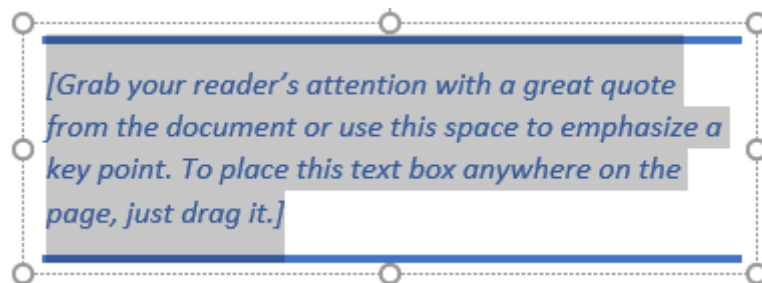 [Grab your reader’s attention with a great quote
from the document or use this space to emphasize a
key point. To place this text box anywhere on the
page, just drag it.]